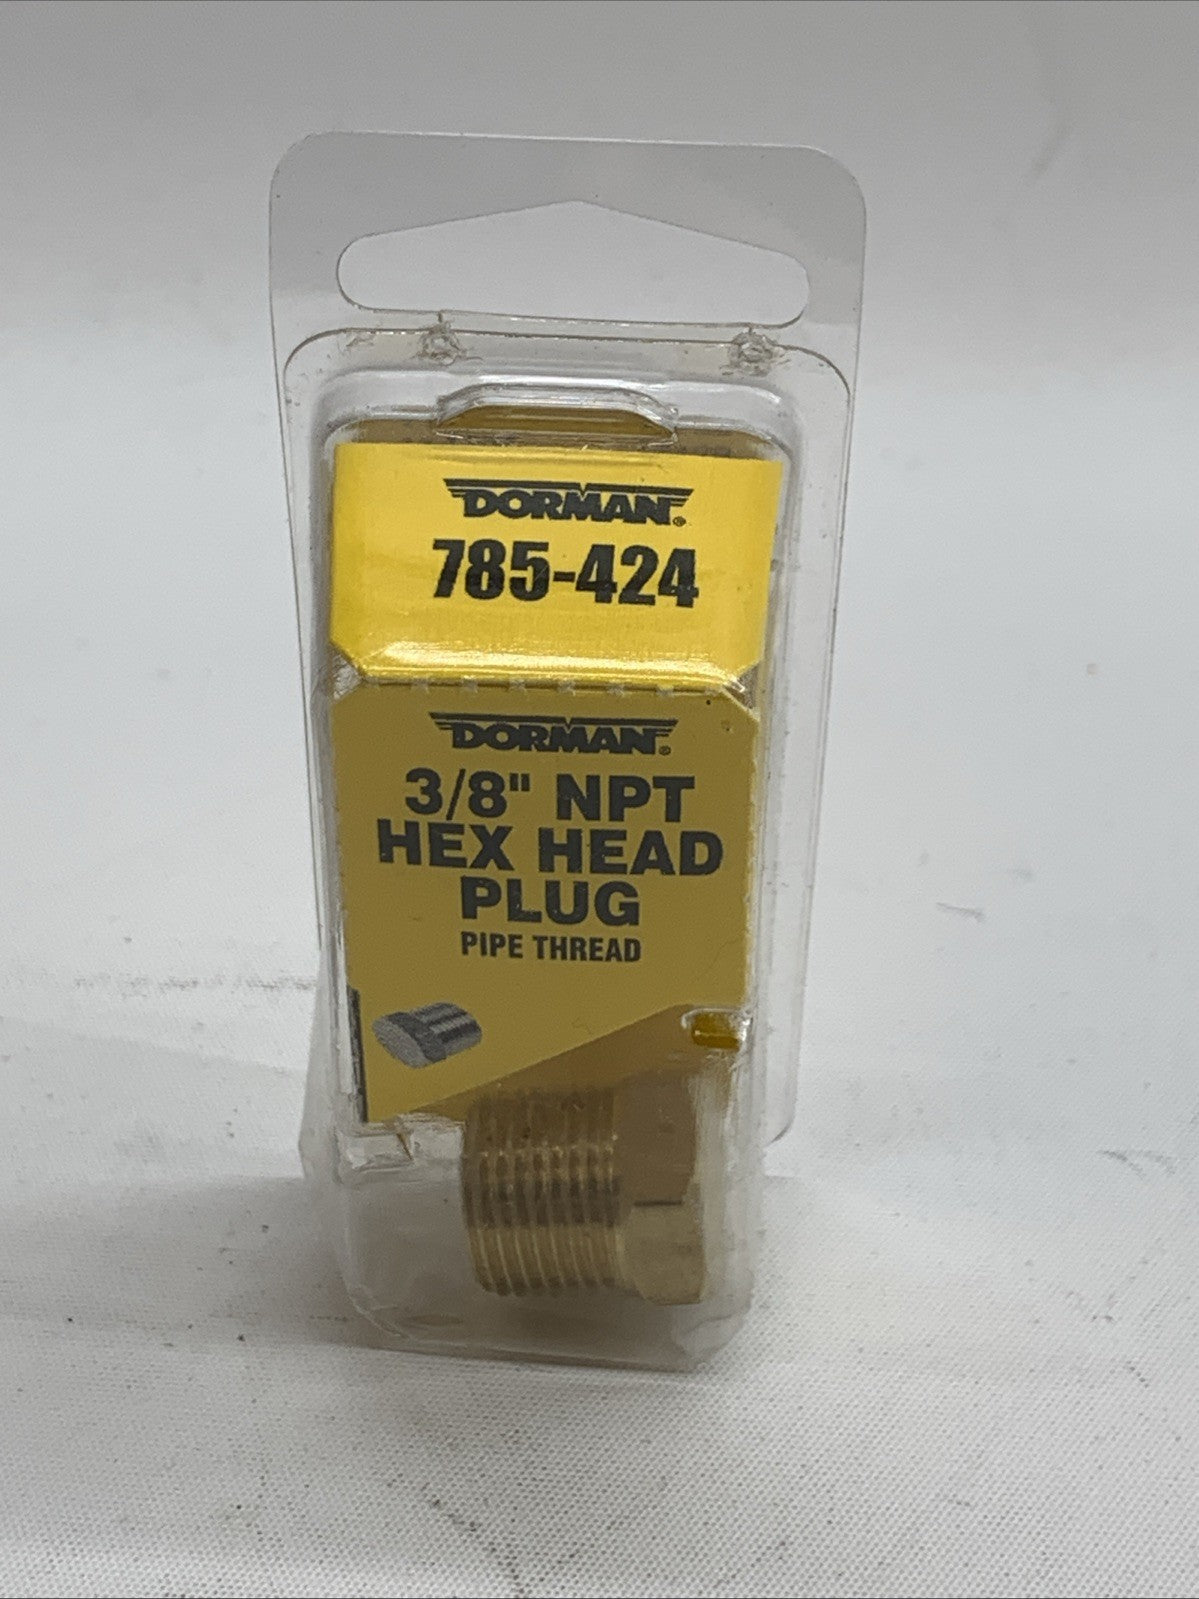 DORMAN®
785-424
DORMAN®
3/8" NPT
HEX HEAD
PLUG
PIPE THREAD